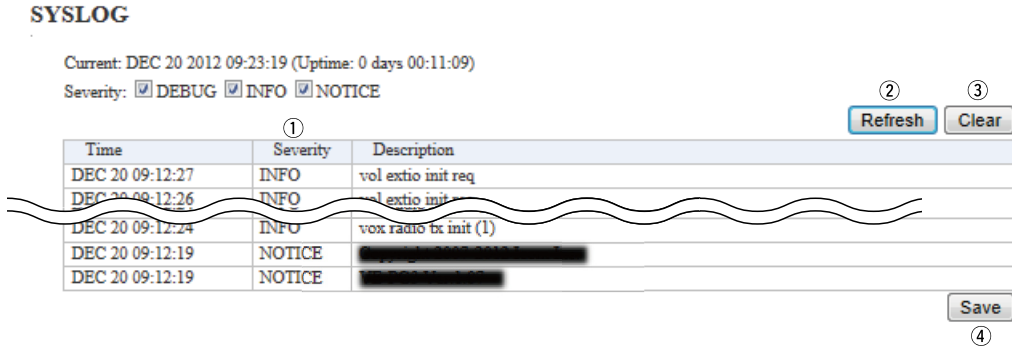 SYSLOG
Current: DEC 20 2012 09:23:19 (Uptime: 0 days 00:11:09)
Severity: DEBUG INFO NOTICE
② ③
Refresh Clear
①
Time Severity Description
DEC 20 09:12:27 INFO vol extio init req
DEC 20 09:12:26 INFO vol extio init
DEC 20 09:12:24 INFO vox radio tx init (1)
DEC 20 09:12:19 NOTICE
DEC 20 09:12:19 NOTICE
Save
④